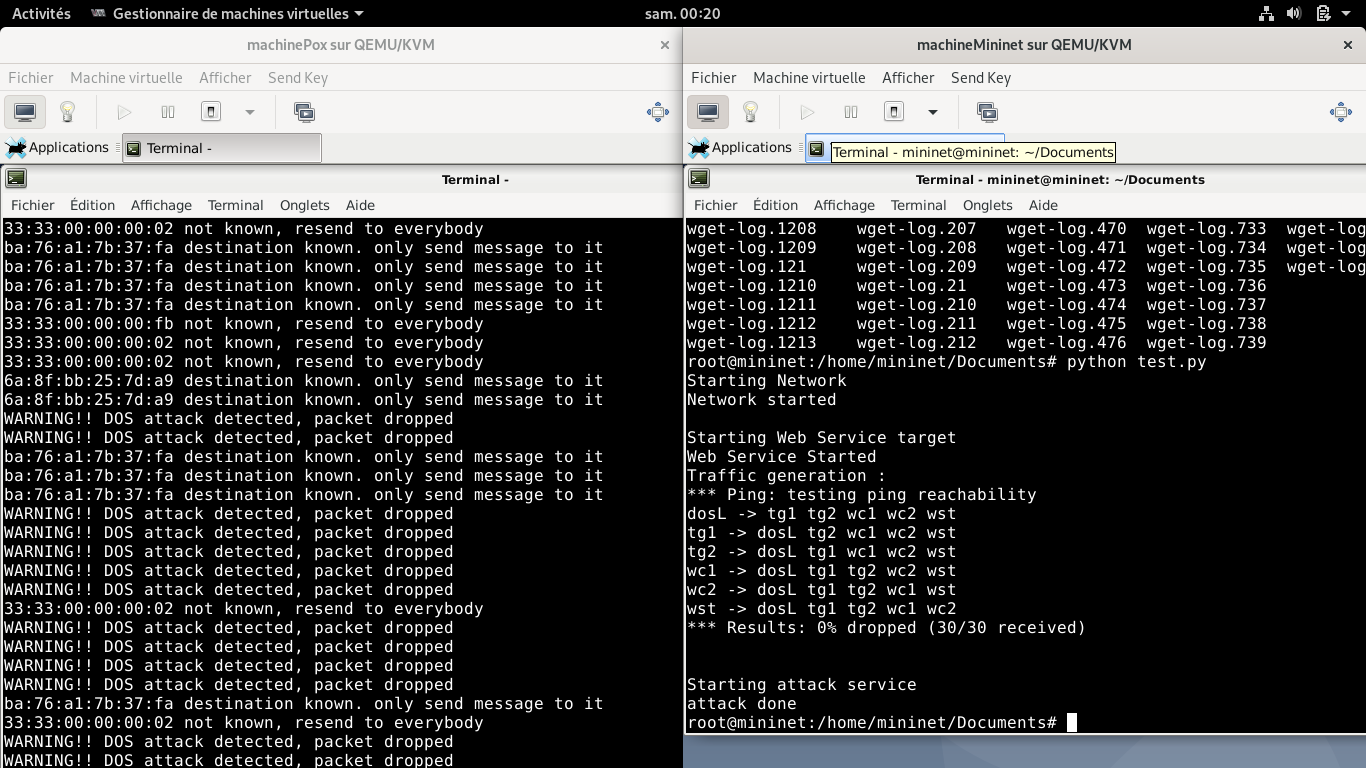 Activités Gestionnaire de machines virtuelles sam. 00:20
machinePox sur QEMU/KVM
Fichier Machine virtuelle Afficher Send Key
Applications Terminal -
Terminal -
Fichier Édition Affichage Terminal Onglets Aide
33:33:00:00:00:02 not known, resend to everybody
ba:76:a1:7b:37:fa destination known. only send message to it
ba:76:a1:7b:37:fa destination known. only send message to it
ba:76:a1:7b:37:fa destination known. only send message to it
ba:76:a1:7b:37:fa destination known. only send message to it
33:33:00:00:00:fb not known, resend to everybody
33:33:00:00:00:02 not known, resend to everybody
33:33:00:00:00:02 not known, resend to everybody
6a:8f:bb:25:7d:a9 destination known. only send message to it
6a:8f:bb:25:7d:a9 destination known. only send message to it
WARNING!! DOS attack detected, packet dropped
WARNING!! DOS attack detected, packet dropped
ba:76:a1:7b:37:fa destination known. only send message to it
ba:76:a1:7b:37:fa destination known. only send message to it
ba:76:a1:7b:37:fa destination known. only send message to it
WARNING!! DOS attack detected, packet dropped
WARNING!! DOS attack detected, packet dropped
WARNING!! DOS attack detected, packet dropped
WARNING!! DOS attack detected, packet dropped
WARNING!! DOS attack detected, packet dropped
33:33:00:00:00:02 not known, resend to everybody
WARNING!! DOS attack detected, packet dropped
WARNING!! DOS attack detected, packet dropped
WARNING!! DOS attack detected, packet dropped
WARNING!! DOS attack detected, packet dropped
ba:76:a1:7b:37:fa destination known. only send message to it
33:33:00:00:00:02 not known, resend to everybody
WARNING!! DOS attack detected, packet dropped
WARNING!! DOS attack detected, packet dropped
machineMininet sur QEMU/KVM
Fichier Machine virtuelle Afficher Send Key
Applications
Terminal - mininet@mininet: ~/Documents
Terminal - mininet@mininet: ~/Documents
Fichier Édition Affichage Terminal Onglets Aide
wget-log.1208 wget-log.207 wget-log.470 wget-log.733 wget-log
wget-log.1209 wget-log.208 wget-log.471 wget-log.734 wget-log
wget-log.121 wget-log.209 wget-log.472 wget-log.735 wget-log
wget-log.1210 wget-log.21 wget-log.473 wget-log.736
wget-log.1211 wget-log.210 wget-log.474 wget-log.737
wget-log.1212 wget-log.211 wget-log.475 wget-log.738
wget-log.1213 wget-log.212 wget-log.476 wget-log.739
root@mininet:/home/mininet/Documents# python test.py
Starting Network
Network started
Starting Web Service target
Web Service Started
Traffic generation :
*** Ping: testing ping reachability
dosL -> tg1 tg2 wc1 wc2 wst
tg1 -> dosL tg2 wc1 wc2 wst
tg2 -> dosL tg1 wc1 wc2 wst
wc1 -> dosL tg1 tg2 wc2 wst
wc2 -> dosL tg1 tg2 wc1 wst
wst -> dosL tg1 tg2 wc1 wc2
*** Results: 0% dropped (30/30 received)
Starting attack service
attack done
root@mininet:/home/mininet/Documents#